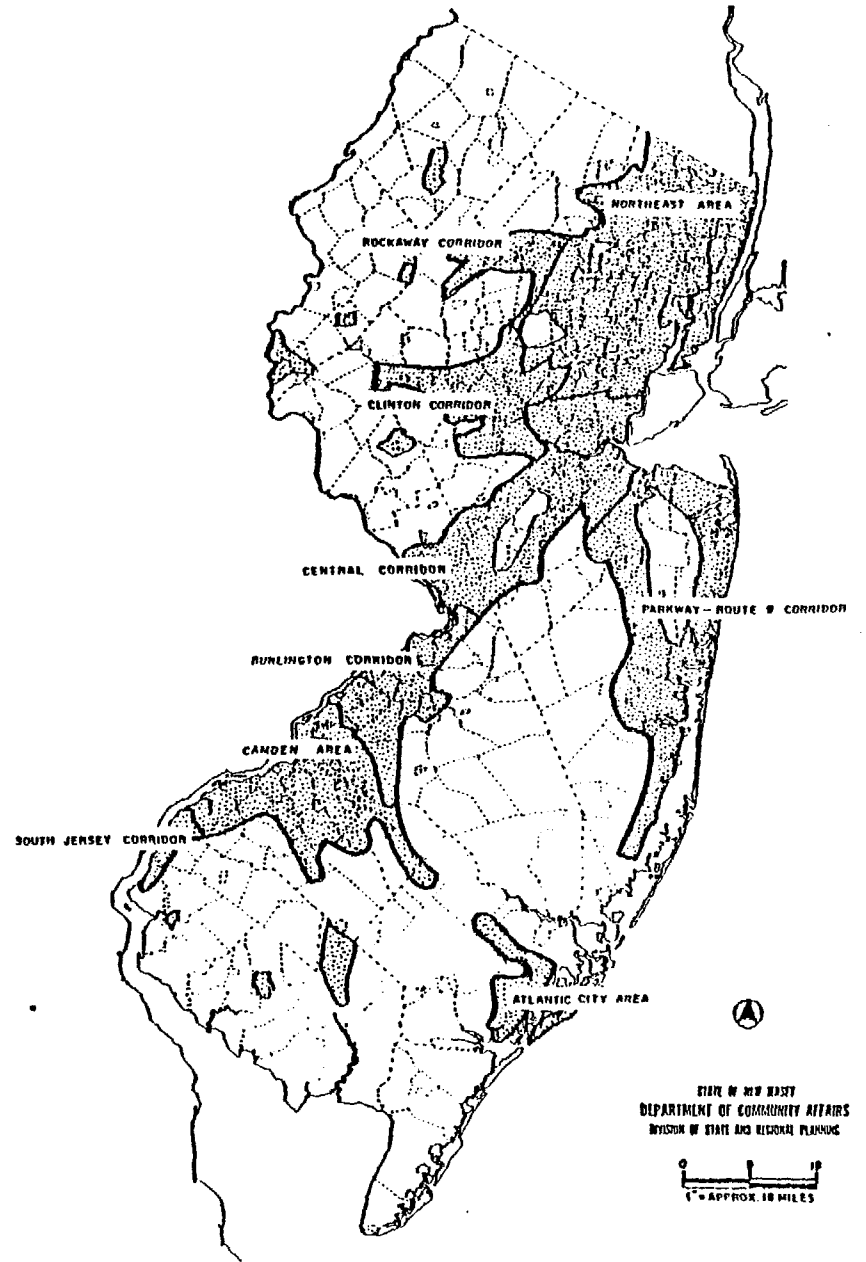 NORTHEAST AREA
ROCKAWAY CORRIDOR
CLINTON CORRIDOR
CENTRAL CORRIDOR
PARKWAY — ROUTE 9 CORRIDOR
BURLINGTON CORRIDOR
CAMDEN AREA
SOUTH JERSEY CORRIDOR
ATLANTIC CITY AREA
STATE OF NEW JERSEY
DEPARTMENT OF COMMUNITY AFFAIRS
DIVISION OF STATE AND REGIONAL PLANNING
0
1" = APPROX. 10 MILES